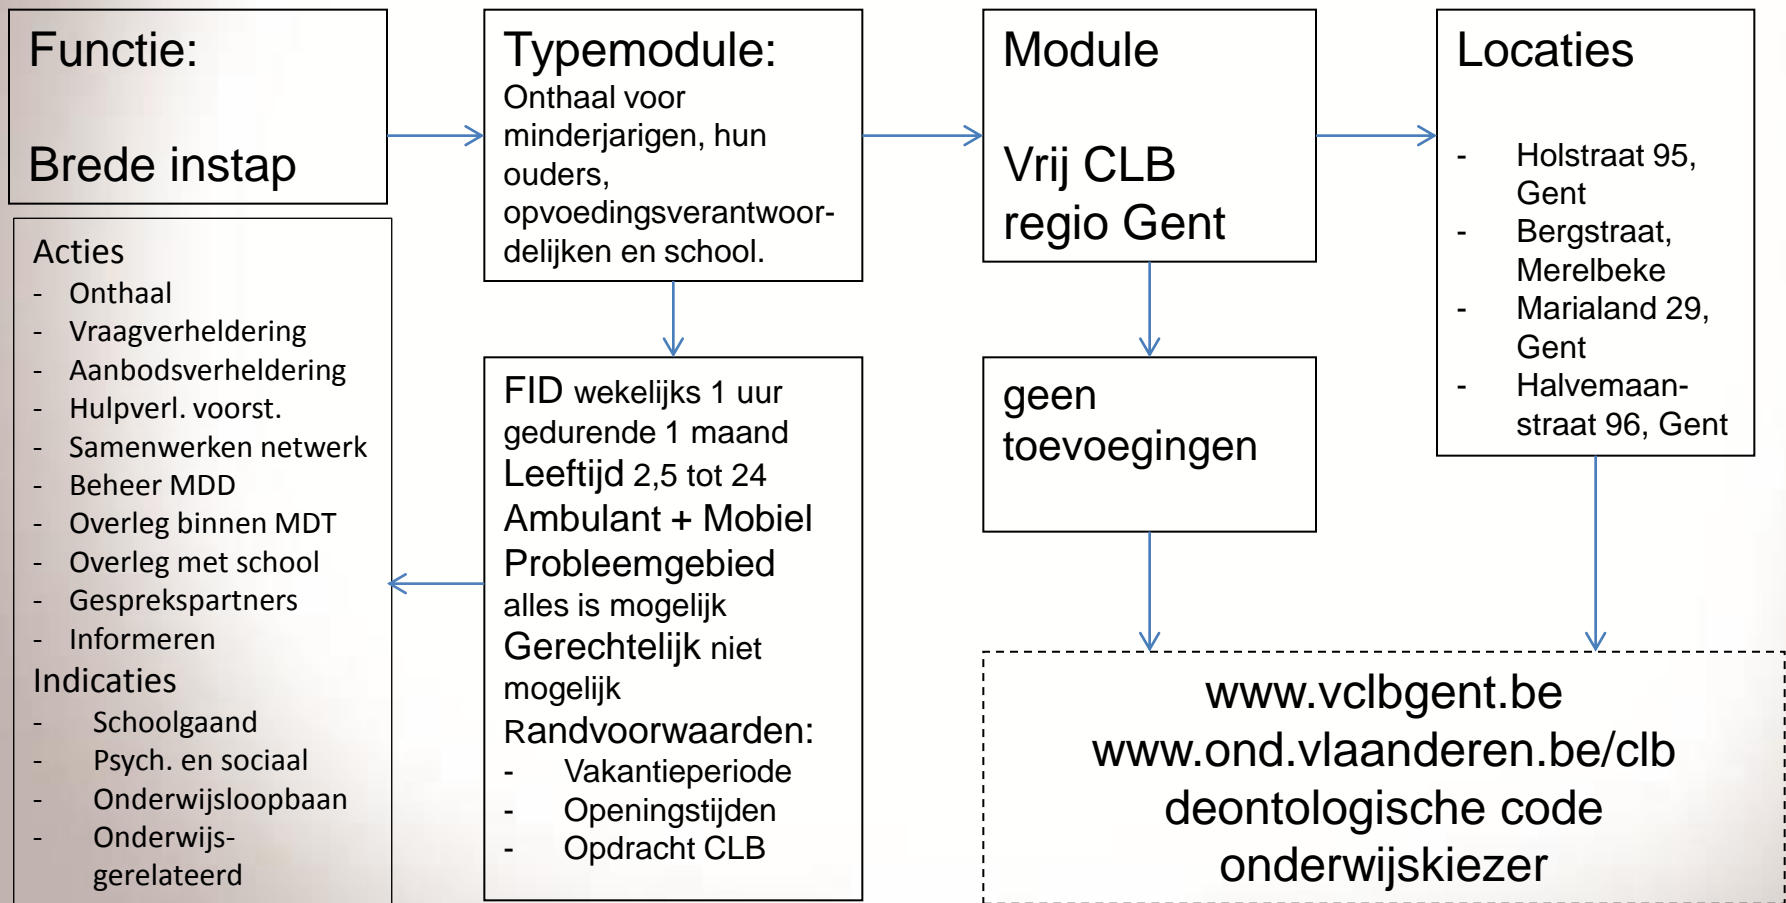 Functie:
Brede instap
Acties
- Onthaal
- Vraagverheldering
- Aanbodsverheldering
- Hulpverl. voorst.
- Samenwerken netwerk
- Beheer MDD
- Overleg binnen MDT
- Overleg met school
- Gesprekspartners
- Informeren
Indicaties
- Schoolgaand
- Psych. en sociaal
- Onderwijsloopbaan
- Onderwijs-
gerelateerd
Typemodule:
Onthaal voor
minderjarigen, hun
ouders,
opvoedingsverantwoor-
delijken en school.
FID wekelijks 1 uur
gedurende 1 maand
Leeftijd 2,5 tot 24
Ambulant + Mobiel
Probleemgebied
alles is mogelijk
Gerechtelijk niet
mogelijk
Randvoorwaarden:
- Vakantieperiode
- Openingstijden
- Opdracht CLB
Module
Vrij CLB
regio Gent
geen
toevoegingen
Locaties
- Holstraat 95,
Gent
- Bergstraat,
Merelbeke
- Marialand 29,
Gent
- Halvemaan-
straat 96, Gent
www.vclbgent.be
www.ond.vlaanderen.be/clb
deontologische code
onderwijskiezer